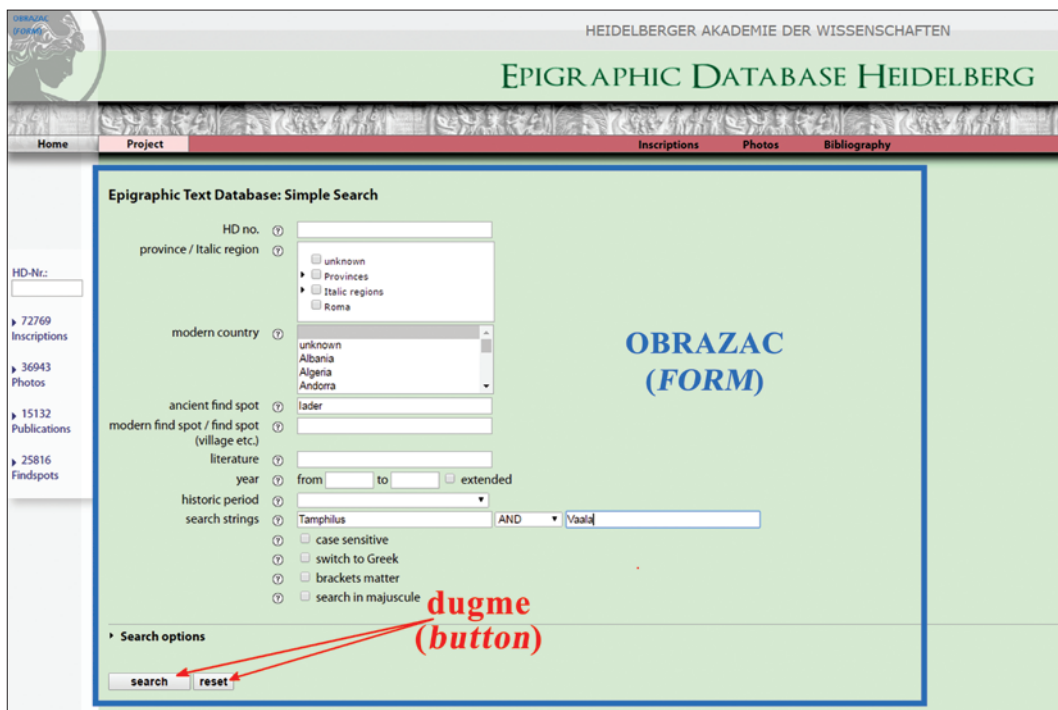 OBRAZAC
(FORM)
HEIDELBERGER AKADEMIE DER WISSENSCHAFTEN
EPIGRAPHIC DATABASE HEIDELBERG
Home Project Inscriptions Photos Bibliography
Epigraphic Text Database: Simple Search
HD no. ?
province / Italic region ?
unknown
Provinces
Italic regions
Roma
HD-Nr.:
72769
Inscriptions
36943
Photos
15132
Publications
25816
Findspots
modern country ?
unknown
Albania
Algeria
Andorra
OBRAZAC
(FORM)
ancient find spot ? Iader
modern find spot / find spot ?
(village etc.)
literature ?
year ? from to extended
historic period ?
search strings ? Tamphilus AND Vaala
? case sensitive
? switch to Greek
? brackets matter
? search in majuscule
dugme
(button)
Search options
search reset